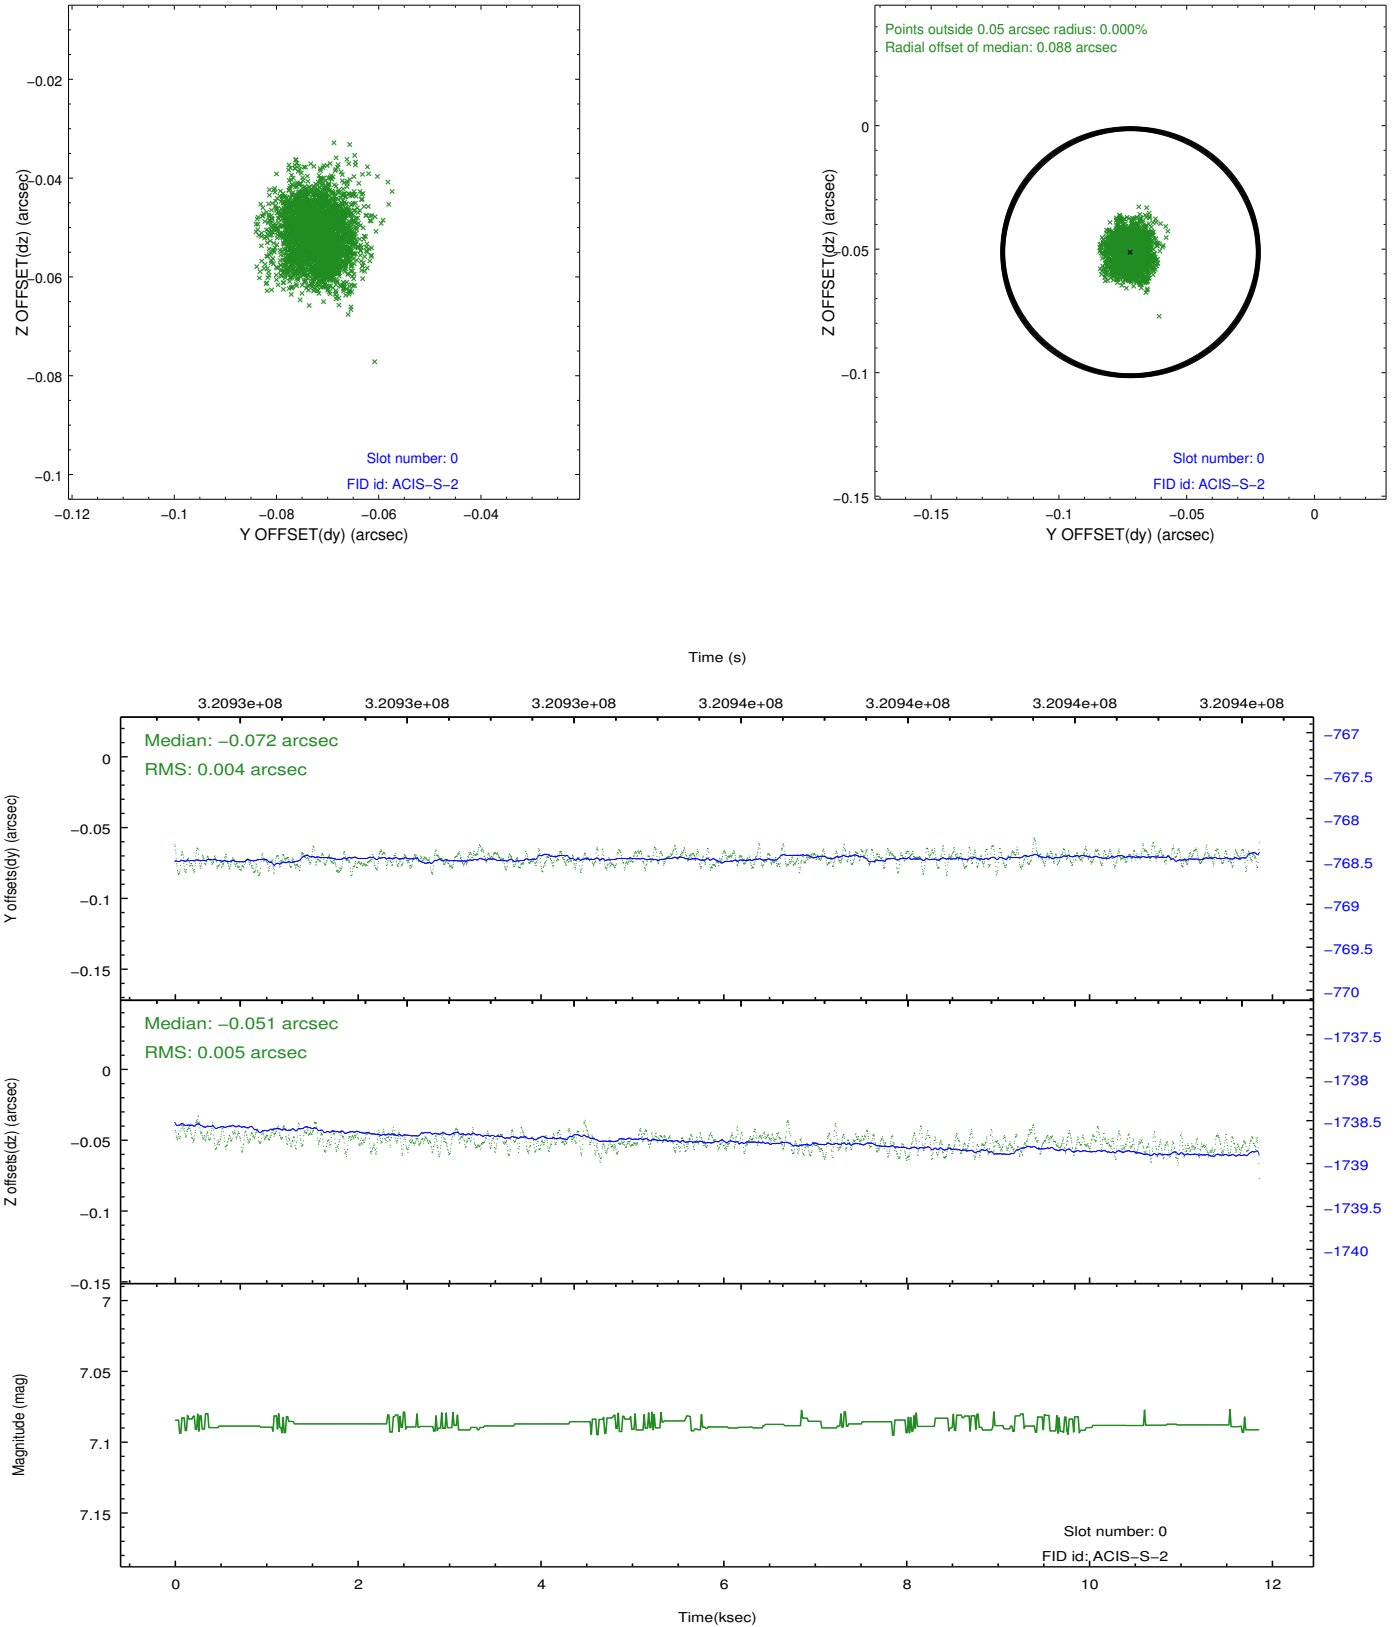 Points outside 0.05 arcsec radius: 0.000%
Radial offset of median: 0.088 arcsec
−0.02
−0.04
−0.06
−0.08
−0.1
Z OFFSET(dz) (arcsec)
Slot number: 0
FID id: ACIS−S−2
−0.12 −0.1 −0.08 −0.06 −0.04
Y OFFSET(dy) (arcsec)
0
−0.05
−0.1
−0.15
Z OFFSET(dz) (arcsec)
Slot number: 0
FID id: ACIS−S−2
−0.15 −0.1 −0.05 0
Y OFFSET(dy) (arcsec)
Time (s)
3.2093e+08 3.2093e+08 3.2093e+08 3.2094e+08 3.2094e+08 3.2094e+08 3.2094e+08
Median: −0.072 arcsec
RMS: 0.004 arcsec
0
−0.05
−0.1
−0.15
Y offsets(dy) (arcsec)
−767
−767.5
−768
−768.5
−769
−769.5
−770
Median: −0.051 arcsec
RMS: 0.005 arcsec
0
−0.05
−0.1
−0.15
Z offsets(dz) (arcsec)
−1737.5
−1738
−1738.5
−1739
−1739.5
−1740
7
7.05
7.1
7.15
Magnitude (mag)
Slot number: 0
FID id: ACIS−S−2
0 2 4 6 8 10 12
Time(ksec)